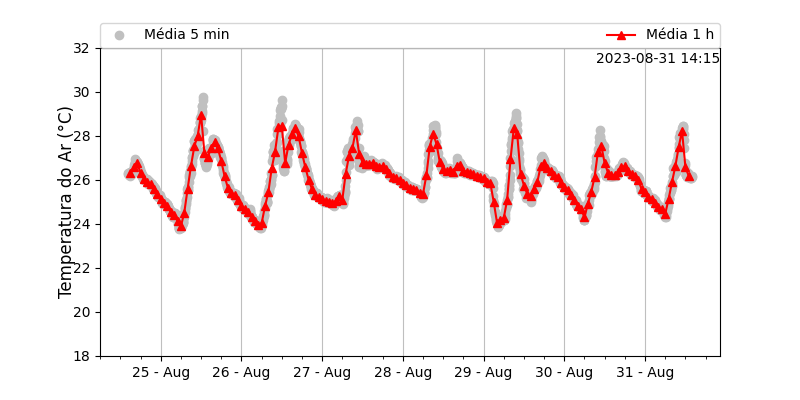 Média 5 min
Média 1 h
2023-08-31 14:15
Temperatura do Ar (°C)
32
30
28
26
24
22
20
18
25 - Aug
26 - Aug
27 - Aug
28 - Aug
29 - Aug
30 - Aug
31 - Aug